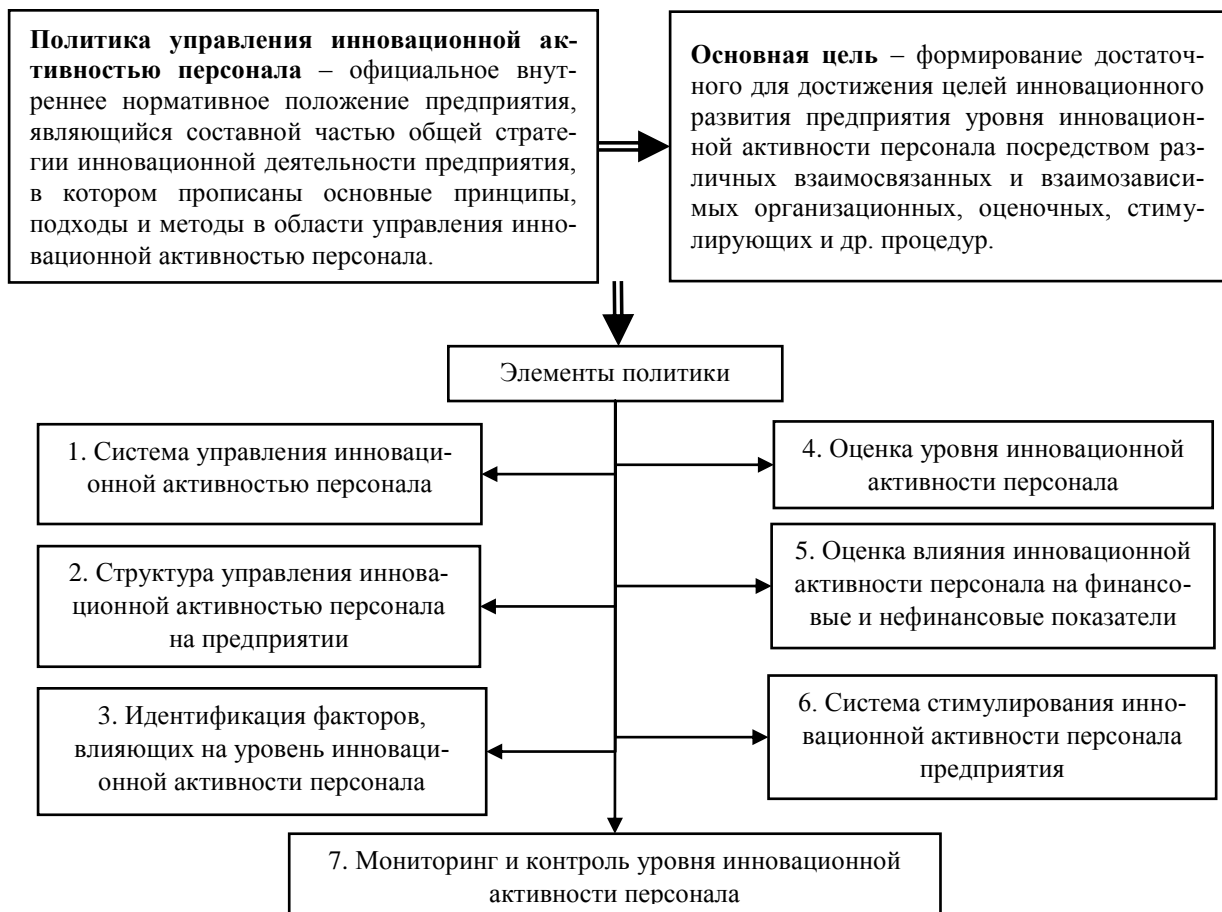 Политика управления инновационной ак-
тивностью персонала – официальное внут-
реннее нормативное положение предприятия,
являющийся составной частью общей страте-
гии инновационной деятельности предприятия,
в котором прописаны основные принципы,
подходы и методы в области управления инно-
вационной активностью персонала.
Основная цель – формирование достаточ-
ного для достижения целей инновационного
развития предприятия уровня инновацион-
ной активности персонала посредством раз-
личных взаимосвязанных и взаимозависи-
мых организационных, оценочных, стиму-
лирующих и др. процедур.
Элементы политики
1. Система управления инноваци-
онной активностью персонала
2. Структура управления иннова-
ционной активностью персонала
на предприятии
3. Идентификация факторов,
влияющих на уровень инноваци-
онной активности персонала
4. Оценка уровня инновационной
активности персонала
5. Оценка влияния инновационной
активности персонала на финансо-
вые и нефинансовые показатели
6. Система стимулирования инно-
вационной активности персонала
предприятия
7. Мониторинг и контроль уровня инновационной
активности персонала